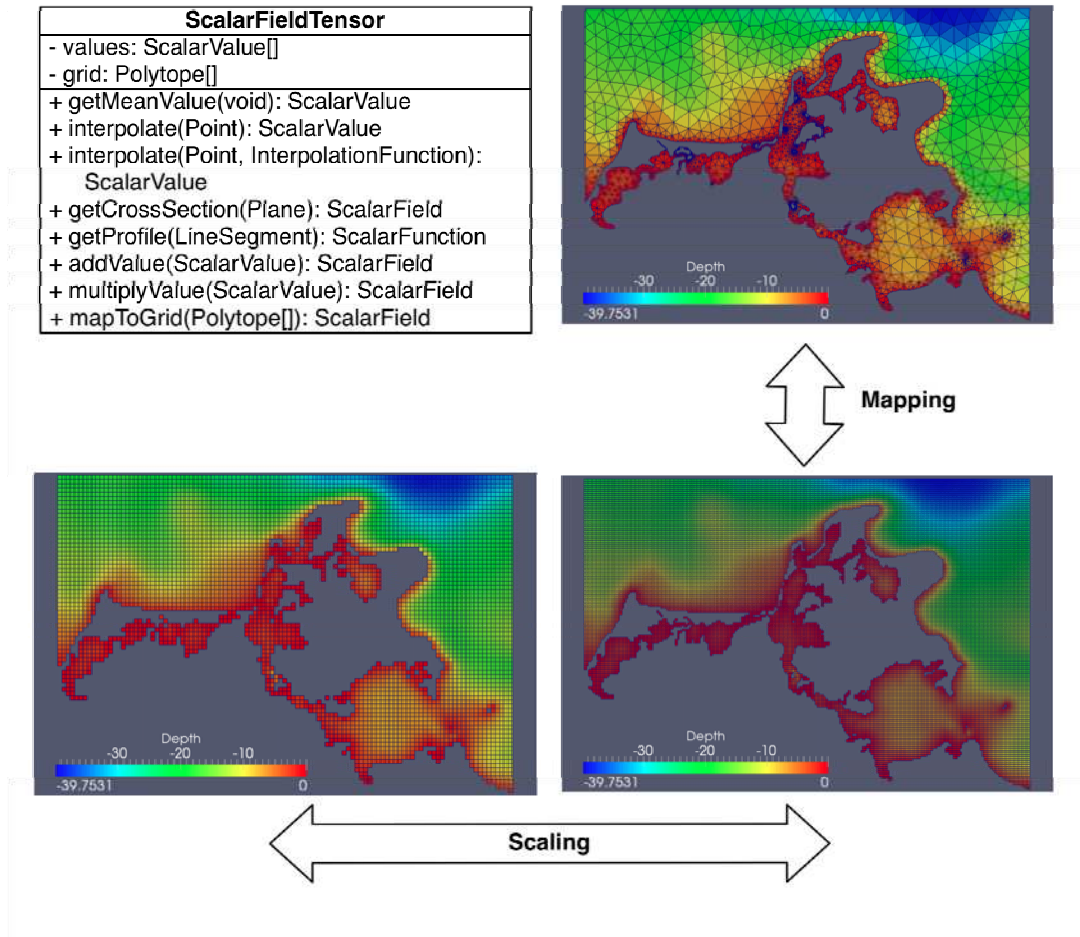 ScalarFieldTensor
- values: ScalarValue[]
- grid: Polytope[]
+ getMeanValue(void): ScalarValue
+ interpolate(Point): ScalarValue
+ interpolate(Point, InterpolationFunction):
ScalarValue
+ getCrossSection(Plane): ScalarField
+ getProfile(LineSegment): ScalarFunction
+ addValue(ScalarValue): ScalarField
+ multiplyValue(ScalarValue): ScalarField
+ mapToGrid(Polytope[]): ScalarField
Depth
-30 -20 -10
-39.7531 0
Mapping
Depth
-30 -20 -10
-39.7531 0
Depth
-30 -20 -10
-39.7531 0
Scaling